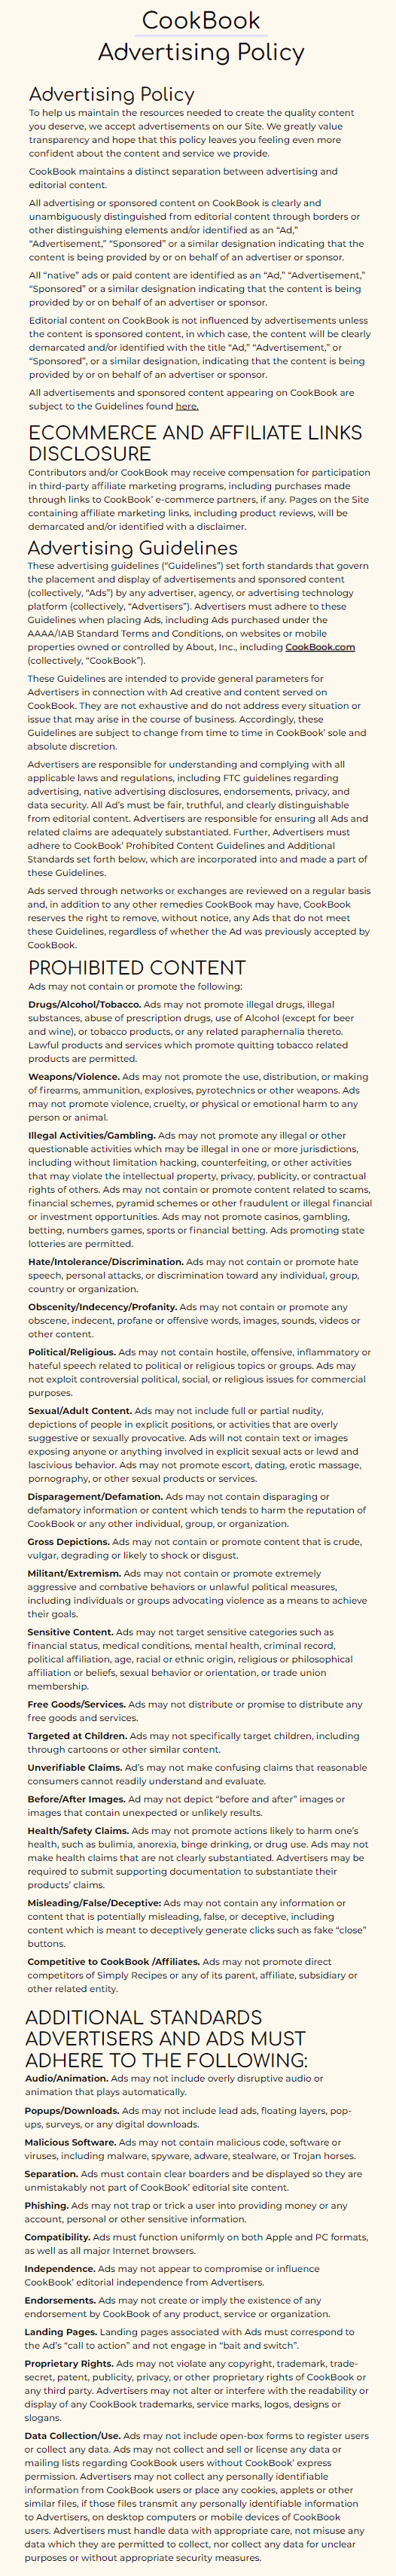 CookBook
Advertising Policy
Advertising Policy
To help us maintain the resources needed to create the quality content
you deserve, we accept advertisements on our Site. We greatly value
transparency and hope that this policy leaves you feeling even more
confident about the content and service we provide.
CookBook maintains a distinct separation between advertising and
editorial content.
All advertising or sponsored content on CookBook is clearly and
unambiguously distinguished from editorial content through borders or
other distinguishing elements and/or identified as an “Ad,”
“Advertisement,” “Sponsored” or a similar designation indicating that the
content is being provided by or on behalf of an advertiser or sponsor.
All “native” ads or paid content are identified as an “Ad,” “Advertisement,”
“Sponsored” or a similar designation indicating that the content is being
provided by or on behalf of an advertiser or sponsor.
Editorial content on CookBook is not influenced by advertisements unless
the content is sponsored content, in which case, the content will be clearly
demarcated and/or identified with the title “Ad,” “Advertisement,” or
“Sponsored”, or a similar designation, indicating that the content is being
provided by or on behalf of an advertiser or sponsor.
All advertisements and sponsored content appearing on CookBook are
subject to the Guidelines found here.
ECOMMERCE AND AFFILIATE LINKS
DISCLOSURE
Contributors and/or CookBook may receive compensation for participation
in third-party affiliate marketing programs, including purchases made
through links to CookBook’ e-commerce partners, if any. Pages on the Site
containing affiliate marketing links, including product reviews, will be
demarcated and/or identified with a disclaimer.
Advertising Guidelines
These advertising guidelines (“Guidelines”) set forth standards that govern
the placement and display of advertisements and sponsored content
(collectively, “Ads”) by any advertiser, agency, or advertising technology
platform (collectively, “Advertisers”). Advertisers must adhere to these
Guidelines when placing Ads, including Ads purchased under the
AAAA/IAB Standard Terms and Conditions, on websites or mobile
properties owned or controlled by About, Inc., including CookBook.com
(collectively, “CookBook”).
These Guidelines are intended to provide general parameters for
Advertisers in connection with Ad creative and content served on
CookBook. They are not exhaustive and do not address every situation or
issue that may arise in the course of business. Accordingly, these
Guidelines are subject to change from time to time in CookBook’ sole and
absolute discretion.
Advertisers are responsible for understanding and complying with all
applicable laws and regulations, including FTC guidelines regarding
advertising, native advertising disclosures, endorsements, privacy, and
data security. All Ad’s must be fair, truthful, and clearly distinguishable
from editorial content. Advertisers are responsible for ensuring all Ads and
related claims are adequately substantiated. Further, Advertisers must
adhere to CookBook’ Prohibited Content Guidelines and Additional
Standards set forth below, which are incorporated into and made a part of
these Guidelines.
Ads served through networks or exchanges are reviewed on a regular basis
and, in addition to any other remedies CookBook may have, CookBook
reserves the right to remove, without notice, any Ads that do not meet
these Guidelines, regardless of whether the Ad was previously accepted by
CookBook.
PROHIBITED CONTENT
Ads may not contain or promote the following:
Drugs/Alcohol/Tobacco. Ads may not promote illegal drugs, illegal
substances, abuse of prescription drugs, use of Alcohol (except for beer
and wine), or tobacco products, or any related paraphernalia thereto.
Lawful products and services which promote quitting tobacco related
products are permitted.
Weapons/Violence. Ads may not promote the use, distribution, or making
of firearms, ammunition, explosives, pyrotechnics or other weapons. Ads
may not promote violence, cruelty, or physical or emotional harm to any
person or animal.
Illegal Activities/Gambling. Ads may not promote any illegal or other
questionable activities which may be illegal in one or more jurisdictions,
including without limitation hacking, counterfeiting, or other activities
that may violate the intellectual property, privacy, publicity, or contractual
rights of others. Ads may not contain or promote content related to scams,
financial schemes, pyramid schemes or other fraudulent or illegal financial
or investment opportunities. Ads may not promote casinos, gambling,
betting, numbers games, sports or financial betting. Ads promoting state
lotteries are permitted.
Hate/Intolerance/Discrimination. Ads may not contain or promote hate
speech, personal attacks, or discrimination toward any individual, group,
country or organization.
Obscenity/Indecency/Profanity. Ads may not contain or promote any
obscene, indecent, profane or offensive words, images, sounds, videos or
other content.
Political/Religious. Ads may not contain hostile, offensive, inflammatory or
hateful speech related to political or religious topics or groups. Ads may
not exploit controversial political, social, or religious issues for commercial
purposes.
Sexual/Adult Content. Ads may not include full or partial nudity,
depictions of people in explicit positions, or activities that are overly
suggestive or sexually provocative. Ads will not contain text or images
exposing anyone or anything involved in explicit sexual acts or lewd and
lascivious behavior. Ads may not promote escort, dating, erotic massage,
pornography, or other sexual products or services.
Disparagement/Defamation. Ads may not contain disparaging or
defamatory information or content which tends to harm the reputation of
CookBook or any other individual, group, or organization.
Gross Depictions. Ads may not contain or promote content that is crude,
vulgar, degrading or likely to shock or disgust.
Militant/Extremism. Ads may not contain or promote extremely
aggressive and combative behaviors or unlawful political measures,
including individuals or groups advocating violence as a means to achieve
their goals.
Sensitive Content. Ads may not target sensitive categories such as
financial status, medical conditions, mental health, criminal record,
political affiliation, age, racial or ethnic origin, religious or philosophical
affiliation or beliefs, sexual behavior or orientation, or trade union
membership.
Free Goods/Services. Ads may not distribute or promise to distribute any
free goods and services.
Targeted at Children. Ads may not specifically target children, including
through cartoons or other similar content.
Unverifiable Claims. Ad’s may not make confusing claims that reasonable
consumers cannot readily understand and evaluate.
Before/After Images. Ad may not depict “before and after” images or
images that contain unexpected or unlikely results.
Health/Safety Claims. Ads may not promote actions likely to harm one’s
health, such as bulimia, anorexia, binge drinking, or drug use. Ads may not
make health claims that are not clearly substantiated. Advertisers may be
required to submit supporting documentation to substantiate their
products’ claims.
Misleading/False/Deceptive: Ads may not contain any information or
content that is potentially misleading, false, or deceptive, including
content which is meant to deceptively generate clicks such as fake “close”
buttons.
Competitive to CookBook /Affiliates. Ads may not promote direct
competitors of Simply Recipes or any of its parent, affiliate, subsidiary or
other related entity.
ADDITIONAL STANDARDS
ADVERTISERS AND ADS MUST
ADHERE TO THE FOLLOWING:
Audio/Animation. Ads may not include overly disruptive audio or
animation that plays automatically.
Popups/Downloads. Ads may not include lead ads, floating layers, pop-
ups, surveys, or any digital downloads.
Malicious Software. Ads may not contain malicious code, software or
viruses, including malware, spyware, adware, stealware, or Trojan horses.
Separation. Ads must contain clear boarders and be displayed so they are
unmistakably not part of CookBook’ editorial site content.
Phishing. Ads may not trap or trick a user into providing money or any
account, personal or other sensitive information.
Compatibility. Ads must function uniformly on both Apple and PC formats,
as well as all major Internet browsers.
Independence. Ads may not appear to compromise or influence
CookBook’ editorial independence from Advertisers.
Endorsements. Ads may not create or imply the existence of any
endorsement by CookBook of any product, service or organization.
Landing Pages. Landing pages associated with Ads must correspond to
the Ad’s “call to action” and not engage in “bait and switch”.
Proprietary Rights. Ads may not violate any copyright, trademark, trade-
secret, patent, publicity, privacy, or other proprietary rights of CookBook or
any third party. Advertisers may not alter or interfere with the readability or
display of any CookBook trademarks, service marks, logos, designs or
slogans.
Data Collection/Use. Ads may not include open-box forms to register users
or collect any data. Ads may not collect and sell or license any data or
mailing lists regarding CookBook users without CookBook’ express
permission. Advertisers may not collect any personally identifiable
information from CookBook users or place any cookies, applets or other
similar files, if those files transmit any personally identifiable information
to Advertisers, on desktop computers or mobile devices of CookBook
users. Advertisers must handle data with appropriate care, not misuse any
data which they are permitted to collect, nor collect any data for unclear
purposes or without appropriate security measures.